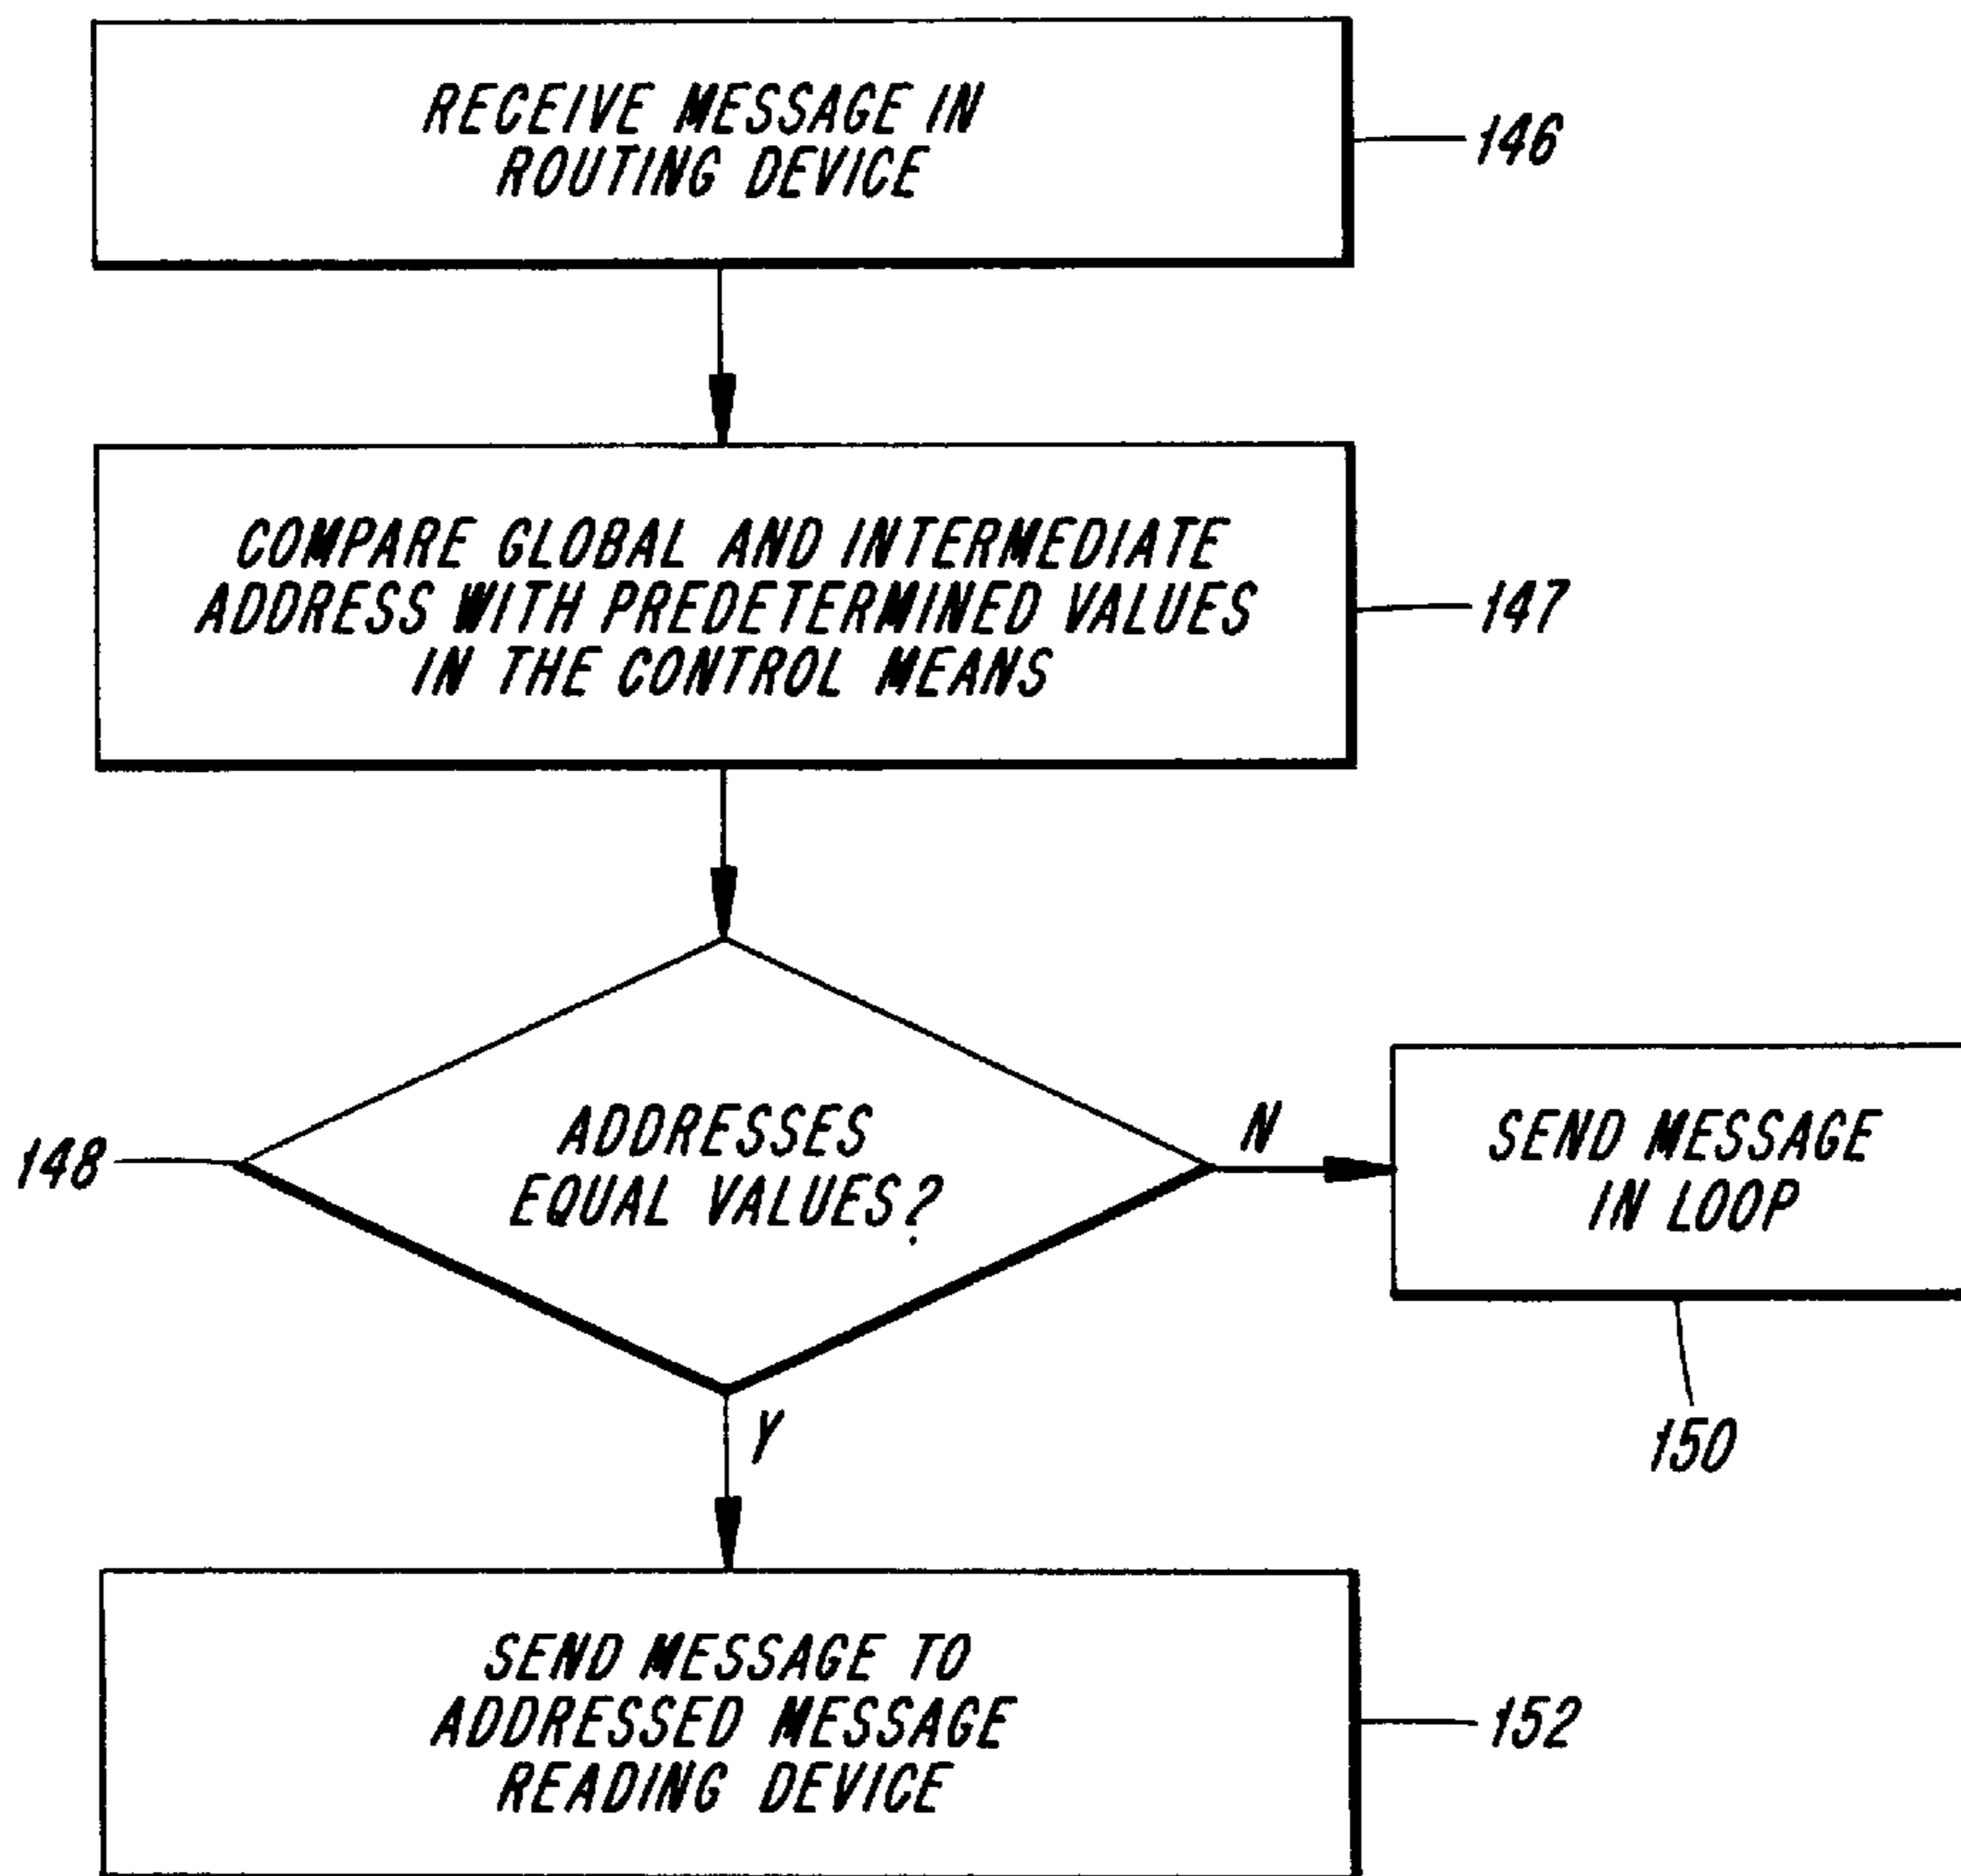 RECEIVE MESSAGE IN
ROUTING DEVICE
146
COMPARE GLOBAL AND INTERMEDIATE
ADDRESS WITH PREDETERMINED VALUES
IN THE CONTROL MEANS
147
148
ADDRESSES
EQUAL VALUES?
N
SEND MESSAGE
IN LOOP
150
Y
SEND MESSAGE TO
ADDRESSED MESSAGE
READING DEVICE
152